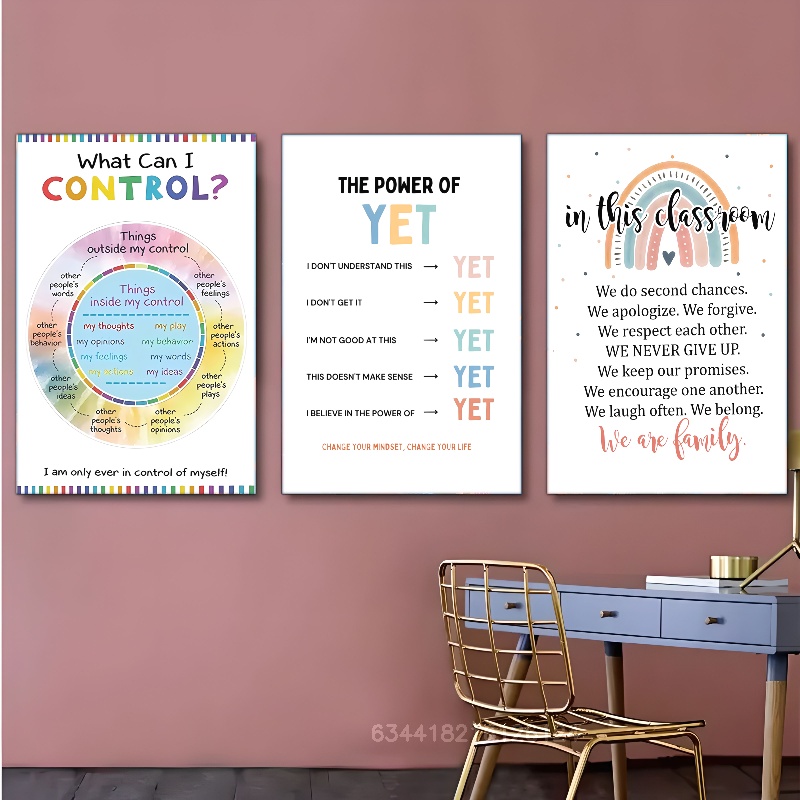 What Can I
CONTROL?
Things
outside my control
other
people's
words
other
people's
feelings
other
people's
behavior
other
people's
actions
other
people's
ideas
other
people's
plays
other
people's
thoughts
other
people's
opinions
Things
inside my control
my thoughts my play
my opinions my behavior
my feelings my words
my actions my ideas
I am only ever in control of myself!
THE POWER OF
YET
I DON'T UNDERSTAND THIS → YET
I DON'T GET IT → YET
I'M NOT GOOD AT THIS → YET
THIS DOESN'T MAKE SENSE → YET
I BELIEVE IN THE POWER OF → YET
CHANGE YOUR MINDSET, CHANGE YOUR LIFE
in this classroom
We do second chances.
We apologize. We forgive.
We respect each other.
WE NEVER GIVE UP.
We keep our promises.
We encourage one another.
We laugh often. We belong.
We are family.